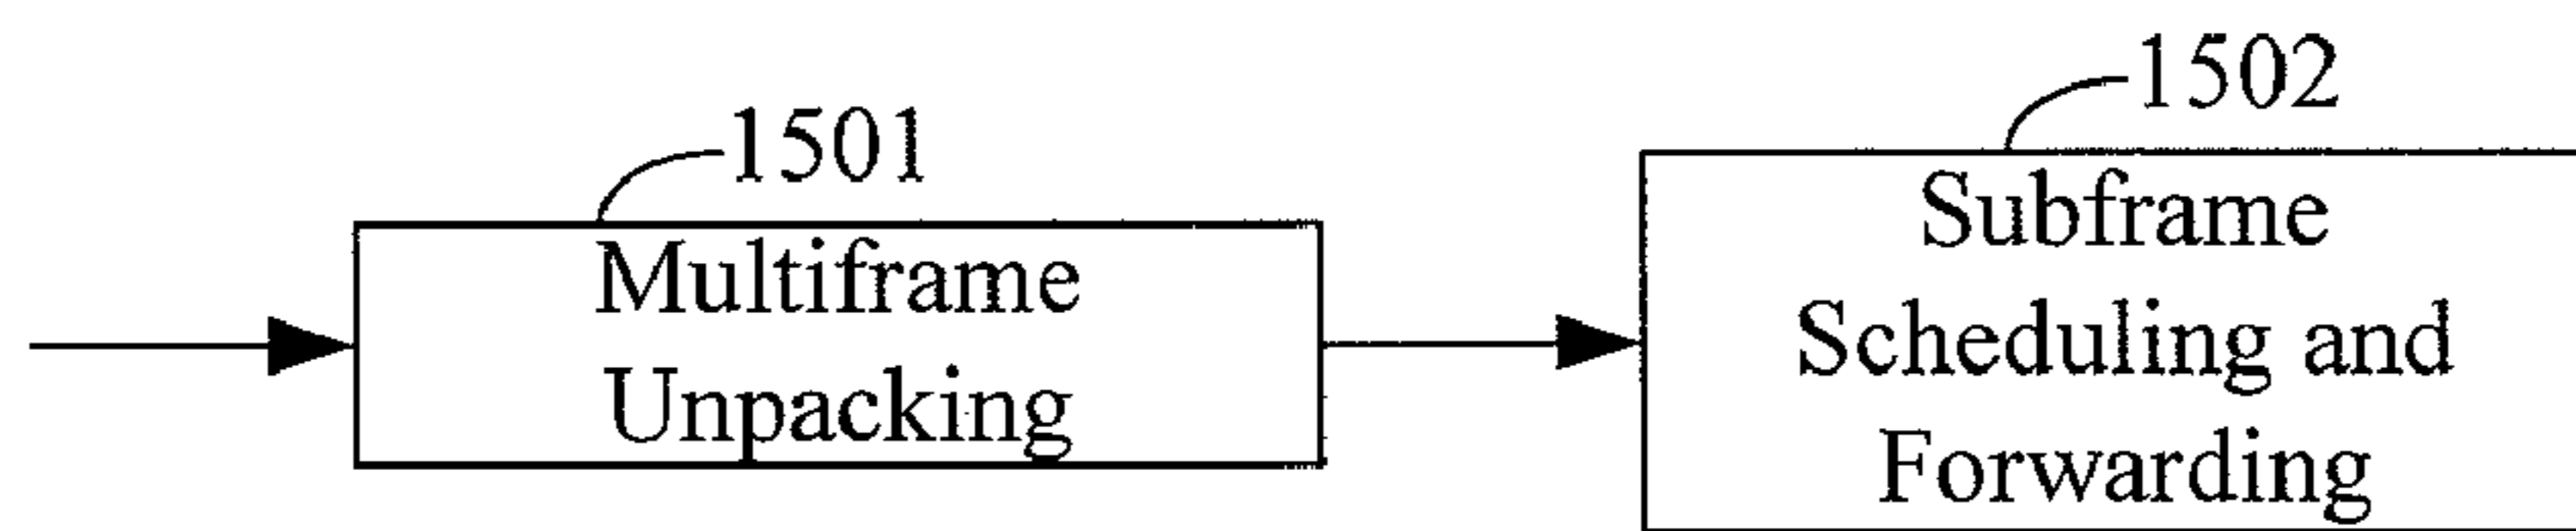 1501
Multiframe
Unpacking
1502
Subframe
Scheduling and
Forwarding